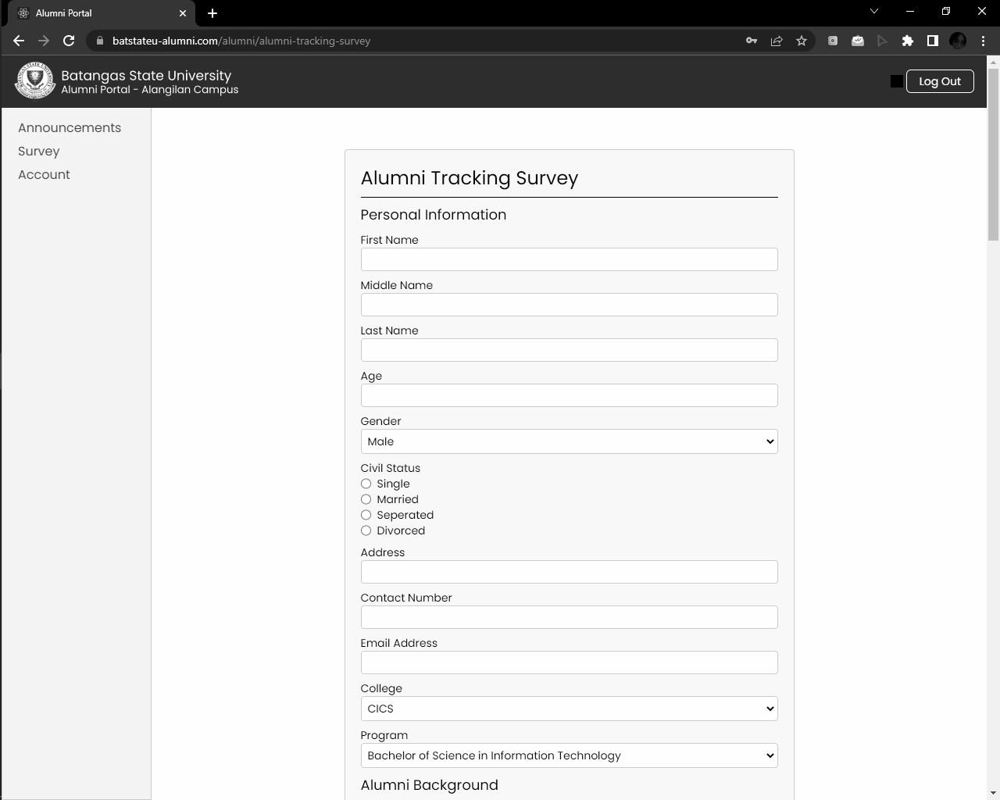 Alumni Portal
batstateu-alumni.com/alumni/alumni-tracking-survey
Batangas State University
Alumni Portal - Alangilan Campus
Log Out
Announcements
Survey
Account
Alumni Tracking Survey
Personal Information
First Name
Middle Name
Last Name
Age
Gender
Male
Civil Status
Single
Married
Seperated
Divorced
Address
Contact Number
Email Address
College
CICS
Program
Bachelor of Science in Information Technology
Alumni Background